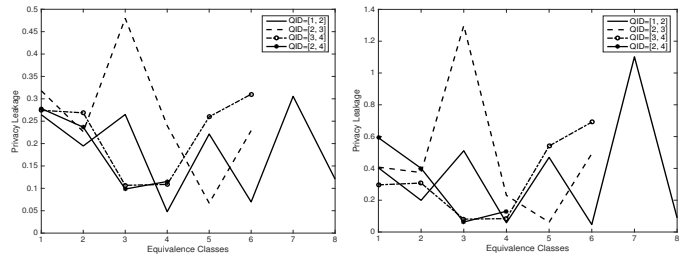 0.5
0.45
0.4
0.35
0.3
0.25
0.2
0.15
0.1
0.05
0
Privacy Leakage
1 2 3 4 5 6 7 8
Equivalence Classes
QID=[1, 2]
QID=[2, 3]
QID=[3, 4]
QID=[2, 4]
1.4
1.2
1
0.8
0.6
0.4
0.2
0
Privacy Leakage
1 2 3 4 5 6 7 8
Equivalence Classes
QID=[1, 2]
QID=[2, 3]
QID=[3, 4]
QID=[2, 4]